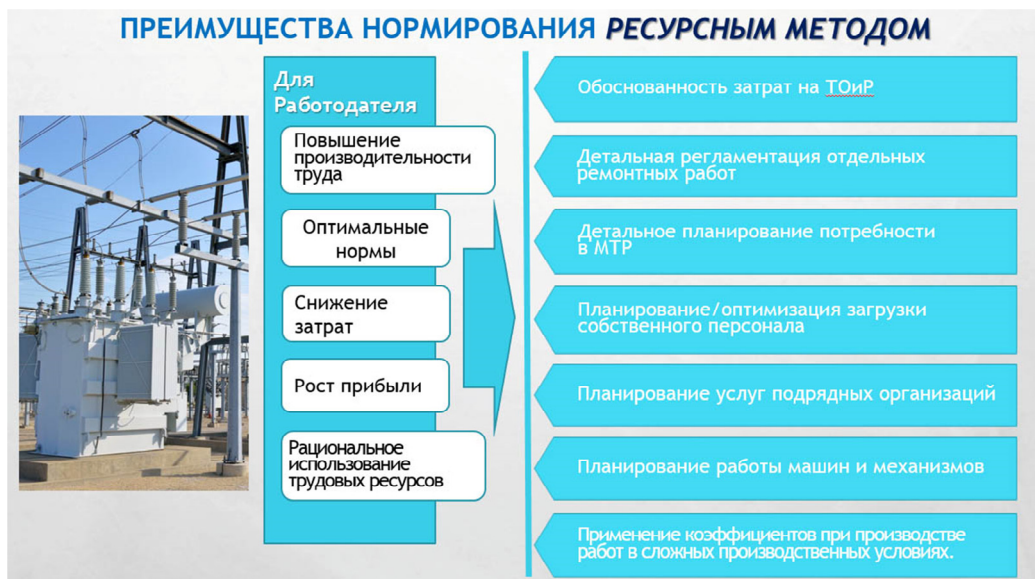 ПРЕИМУЩЕСТВА НОРМИРОВАНИЯ РЕСУРСНЫМ МЕТОДОМ
Для
Работодателя
Повышение
производительности
труда
Оптимальные
нормы
Снижение
затрат
Рост прибыли
Рациональное
использование
трудовых ресурсов
Обоснованность затрат на ТОиР
Детальная регламентация отдельных
ремонтных работ
Детальное планирование потребности
в МТР
Планирование/оптимизация загрузки
собственного персонала
Планирование услуг подрядных организаций
Планирование работы машин и механизмов
Применение коэффициентов при производстве
работ в сложных производственных условиях.